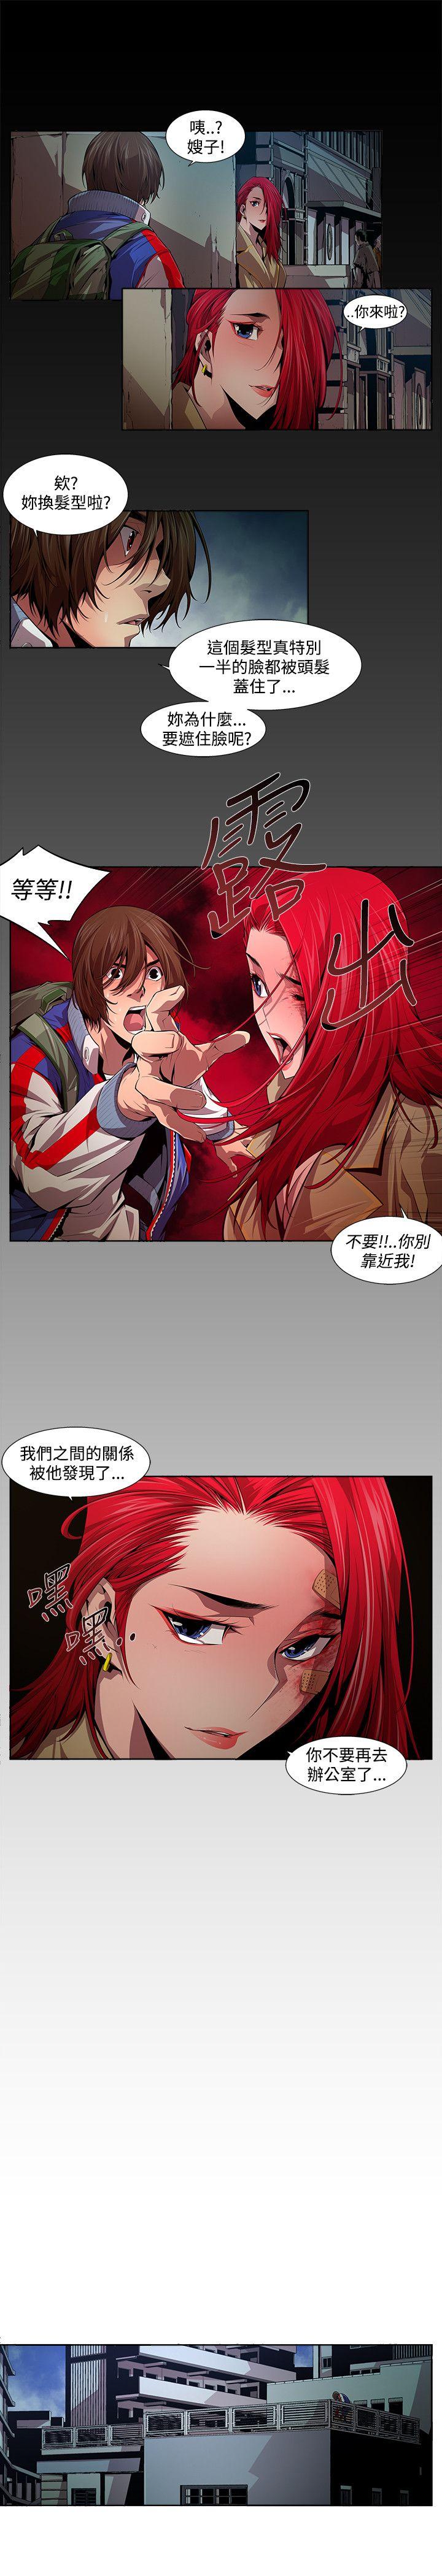 咦..?
嫂子!
..你來啦?
欸?
妳換髮型啦?
這個髮型真特別
一半的臉都被頭髮
蓋住了...
妳為什麼...
要遮住臉呢?
露
出
等等!!
不要!!..你別
靠近我!
我們之間的關係
被他發現了...
嘿
嘿.
你不要再去
辦公室了...